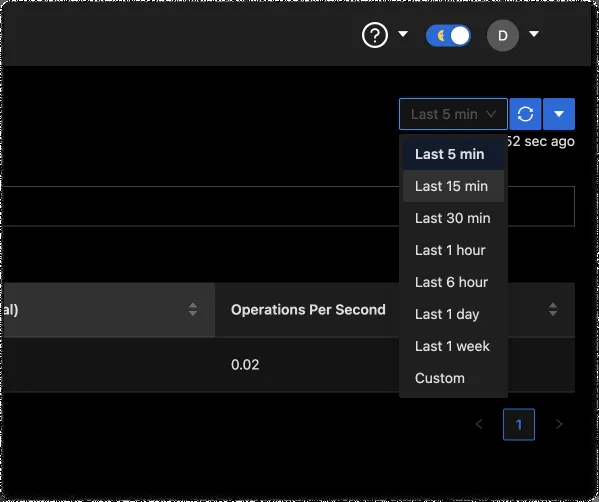 ?
D
Last 5 min
52 sec ago
Last 5 min
Last 15 min
Last 30 min
Last 1 hour
Last 6 hour
Last 1 day
Last 1 week
Custom
al)
Operations Per Second
0.02
1